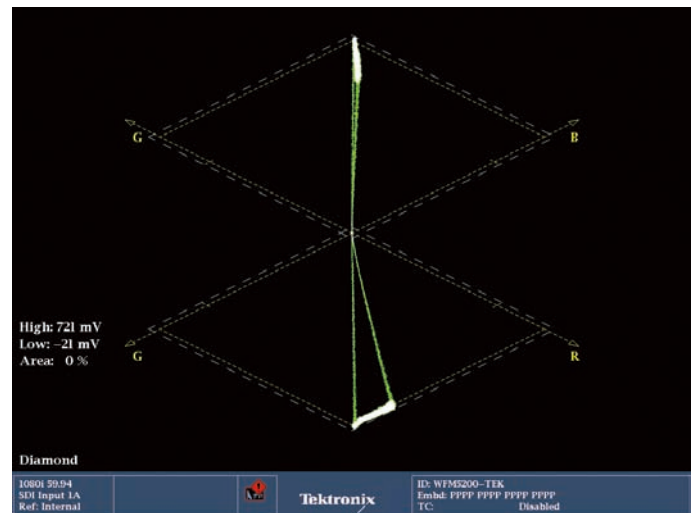 G
B
High: 721 mV
Low: -21 mV
Area: 0 %
G
R
Diamond
1080i 59.94
SDI Input 1A
Ref: Internal
Tektronix
ID: WFM5200-TEK
Embd: PPPP PPPP PPPP PPPP
TC: Disabled